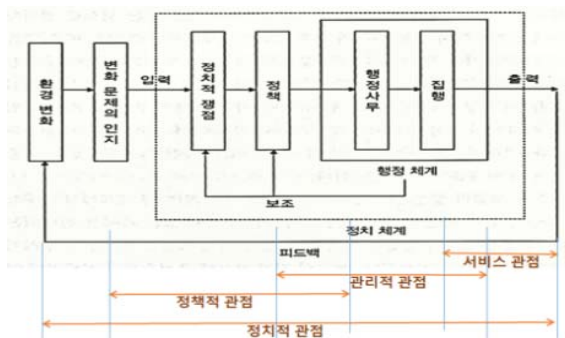 환경 변화
변화 문제의 인지
입력
정치적 쟁점
정책
행정사무
집행
출력
행정 체계
보조
정치 체계
피드백
서비스 관점
관리적 관점
정책적 관점
정치적 관점